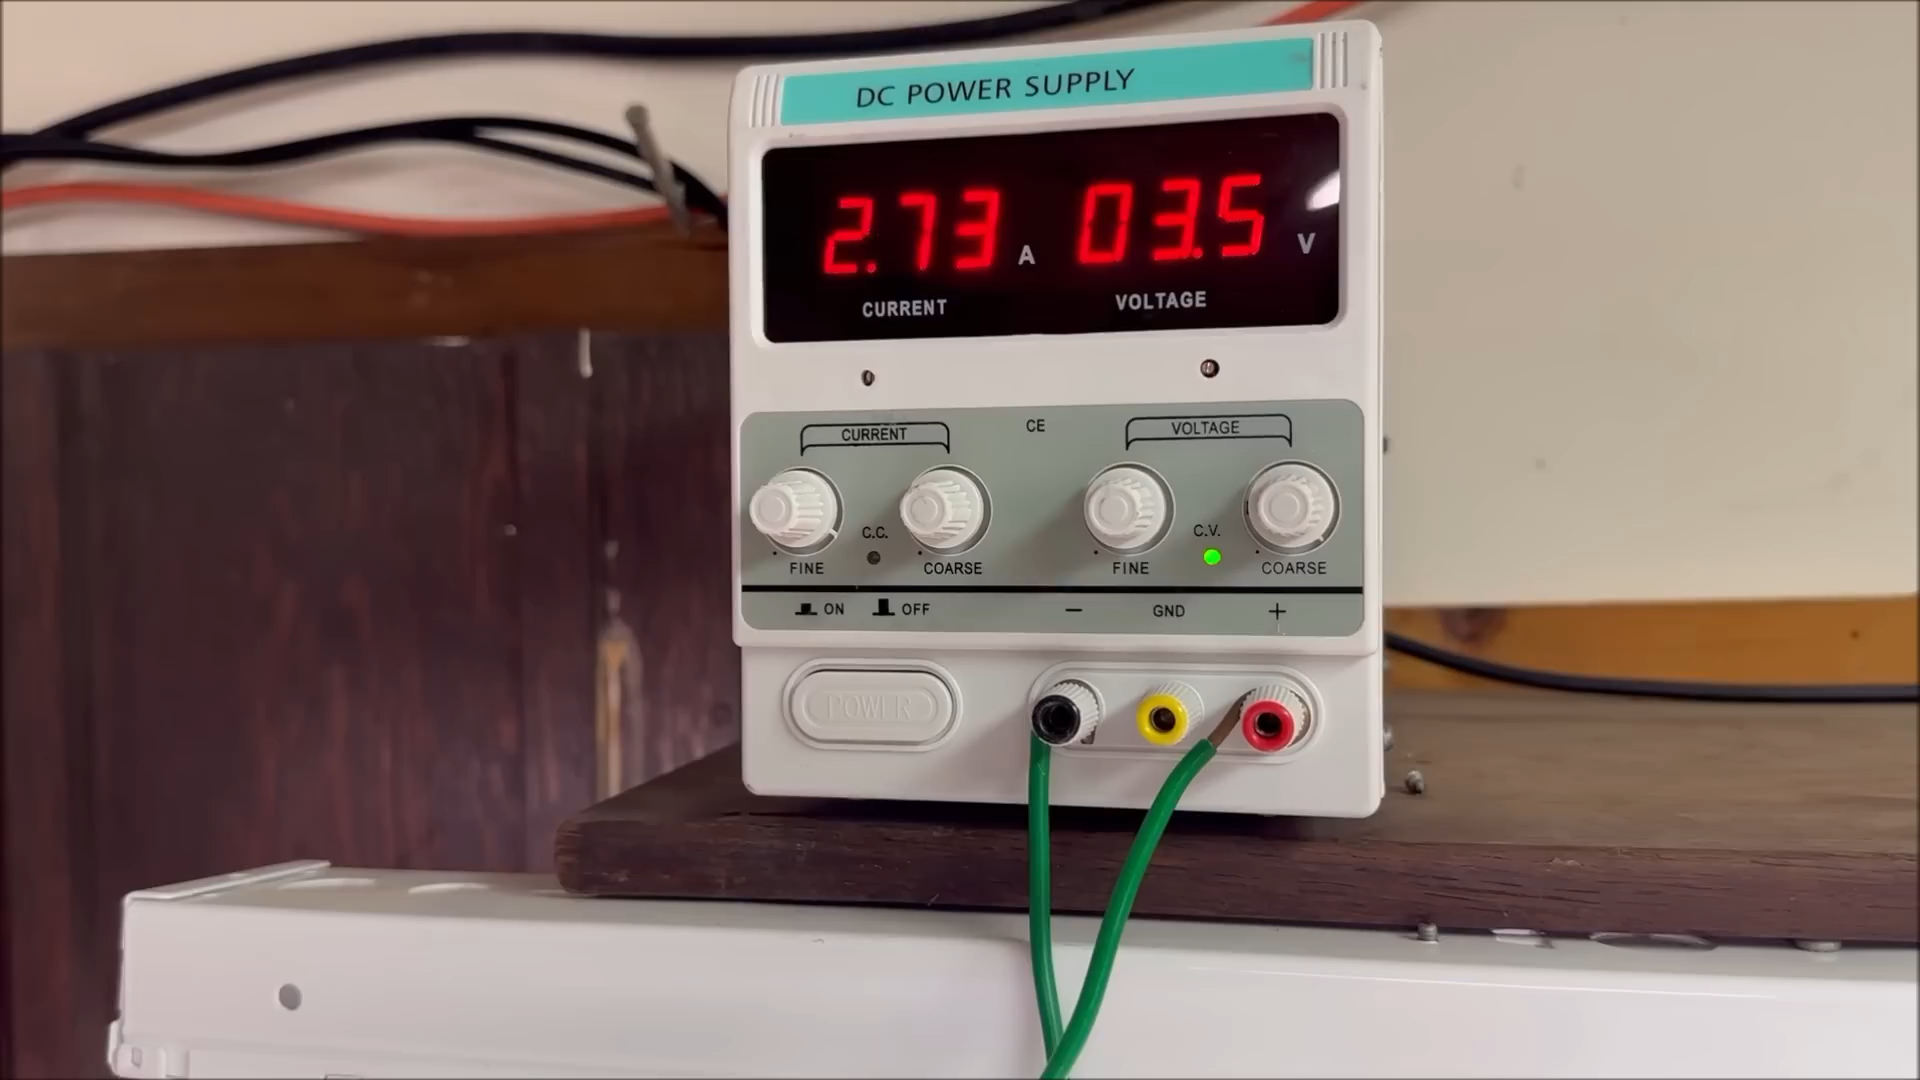 DC POWER SUPPLY
2.73 A 03.5 V
CURRENT VOLTAGE
CURRENT CE VOLTAGE
C.C. C.V.
FINE COARSE FINE COARSE
ON OFF − GND +
POWER